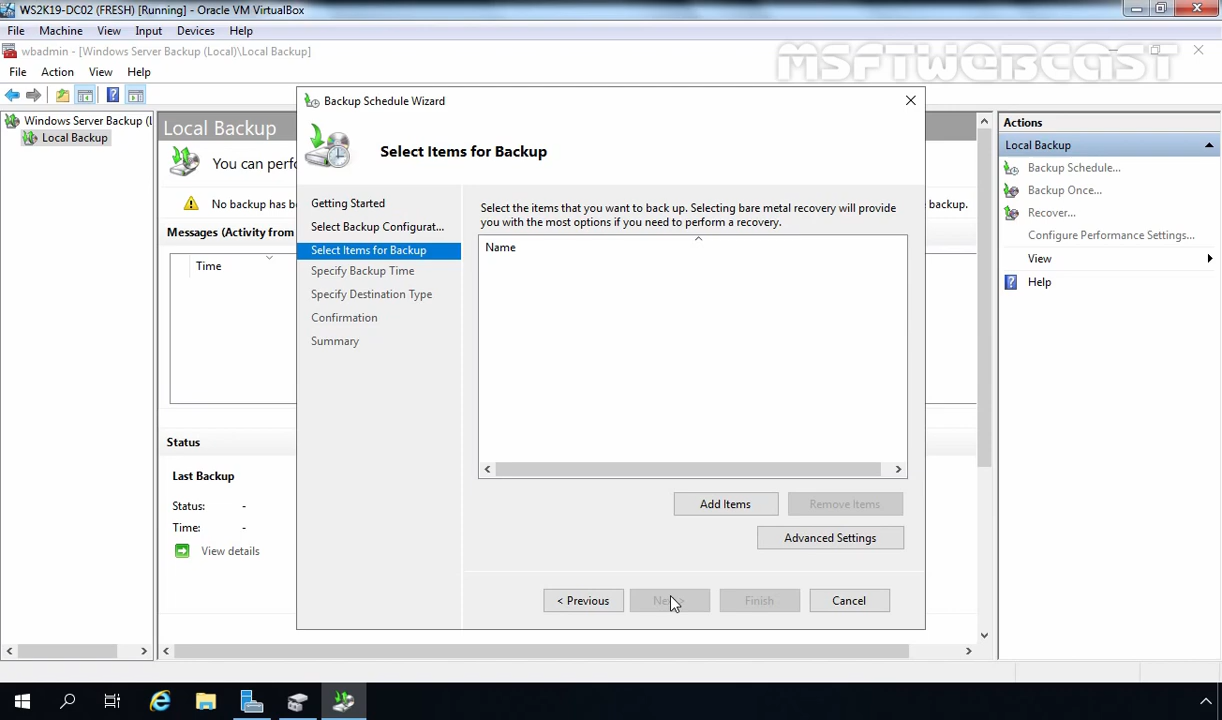 WS2K19-DC02 (FRESH) [Running] - Oracle VM VirtualBox
File Machine View Input Devices Help
wbadmin - [Windows Server Backup (Local)\Local Backup]
MSFTWEBCAST
File Action View Help
Windows Server Backup (L
Local Backup
Local Backup
You can perf
No backup has be
backup.
Messages (Activity from
Time
Status
Last Backup
Status: -
Time: -
View details
Backup Schedule Wizard
Select Items for Backup
Getting Started
Select Backup Configurat...
Select Items for Backup
Specify Backup Time
Specify Destination Type
Confirmation
Summary
Select the items that you want to back up. Selecting bare metal recovery will provide
you with the most options if you need to perform a recovery.
Name
Add Items Remove Items
Advanced Settings
< Previous Finish Cancel
Actions
Local Backup
Backup Schedule...
Backup Once...
Recover...
Configure Performance Settings...
View
Help